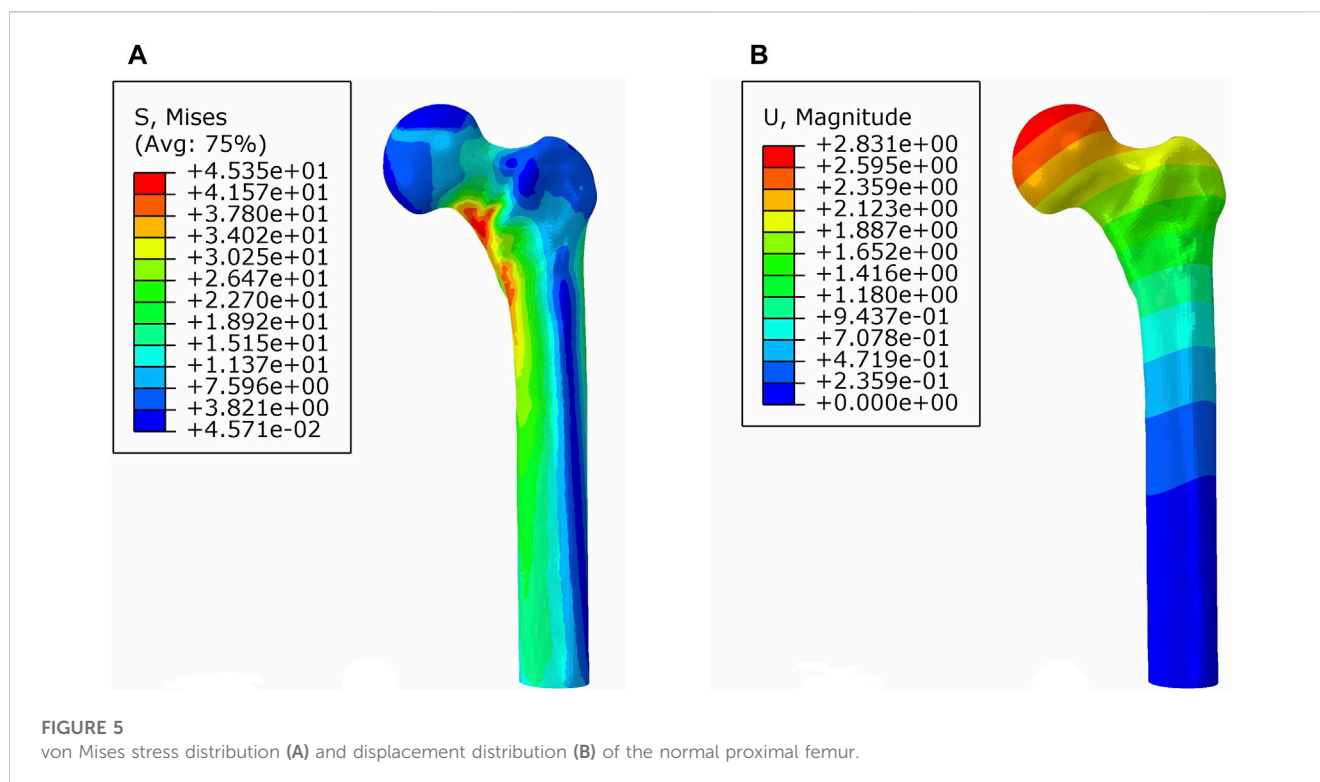 A
S, Mises
(Avg: 75%)
+4.535e+01
+4.157e+01
+3.780e+01
+3.402e+01
+3.025e+01
+2.647e+01
+2.270e+01
+1.892e+01
+1.515e+01
+1.137e+01
+7.596e+00
+3.821e+00
+4.571e-02
B
U, Magnitude
+2.831e+00
+2.595e+00
+2.359e+00
+2.123e+00
+1.887e+00
+1.652e+00
+1.416e+00
+1.180e+00
+9.437e-01
+7.078e-01
+4.719e-01
+2.359e-01
+0.000e+00
FIGURE 5
von Mises stress distribution (A) and displacement distribution (B) of the normal proximal femur.